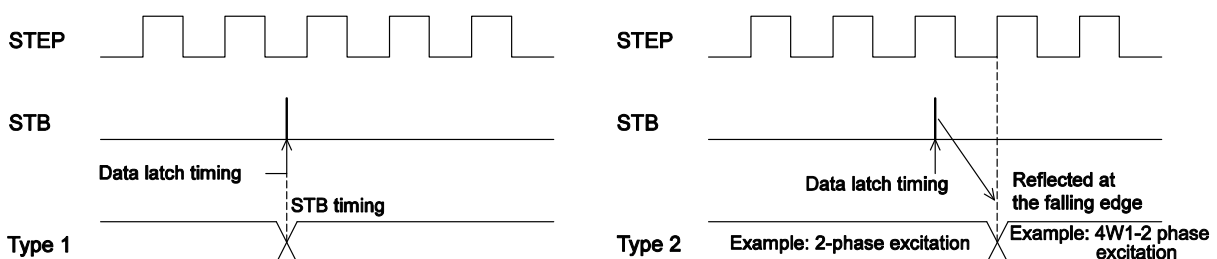 STEP
STB
Data latch timing
STB timing
Type 1
STEP
STB
Data latch timing
Reflected at
the falling edge
Type 2
Example: 2-phase excitation
Example: 4W1-2 phase
excitation